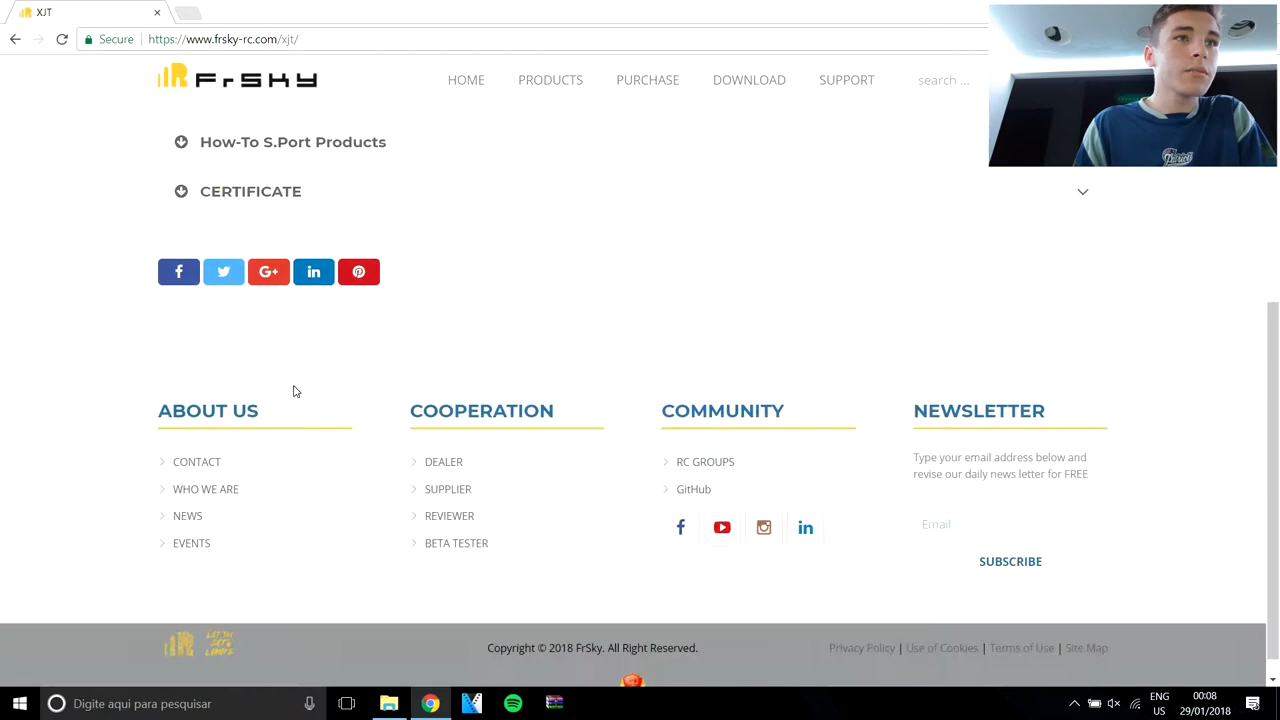 XJT
Secure
https://www.frsky-rc.com/xjt/
FrSKY
HOME
PRODUCTS
PURCHASE
DOWNLOAD
SUPPORT
search ...
How-To S.Port Products
CERTIFICATE
G+
ABOUT US
CONTACT
WHO WE ARE
NEWS
EVENTS
COOPERATION
DEALER
SUPPLIER
REVIEWER
BETA TESTER
COMMUNITY
RC GROUPS
GitHub
NEWSLETTER
Type your email address below and
revise our daily news letter for FREE
Email
SUBSCRIBE
Copyright © 2018 FrSky. All Right Reserved.
Privacy Policy | Use of Cookies | Terms of Use | Site Map
Digite aqui para pesquisar
ENG
US
00:08
29/01/2018